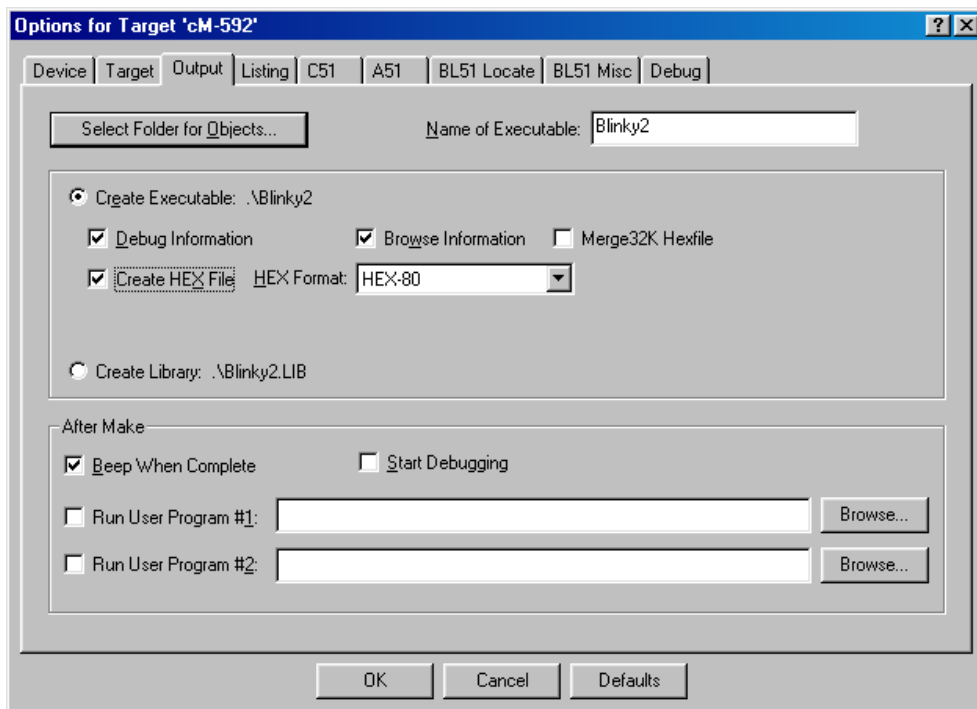 Options for Target 'cM-592'
Device Target Output Listing C51 A51 BL51 Locate BL51 Misc Debug
Select Folder for Objects... Name of Executable: Blinky2
Create Executable: .\Blinky2
Debug Information Browse Information Merge32K Hexfile
Create HEX File HEX Format: HEX-80
Create Library: .\Blinky2.LIB
After Make
Beep When Complete Start Debugging
Run User Program #1: Browse...
Run User Program #2: Browse...
OK Cancel Defaults